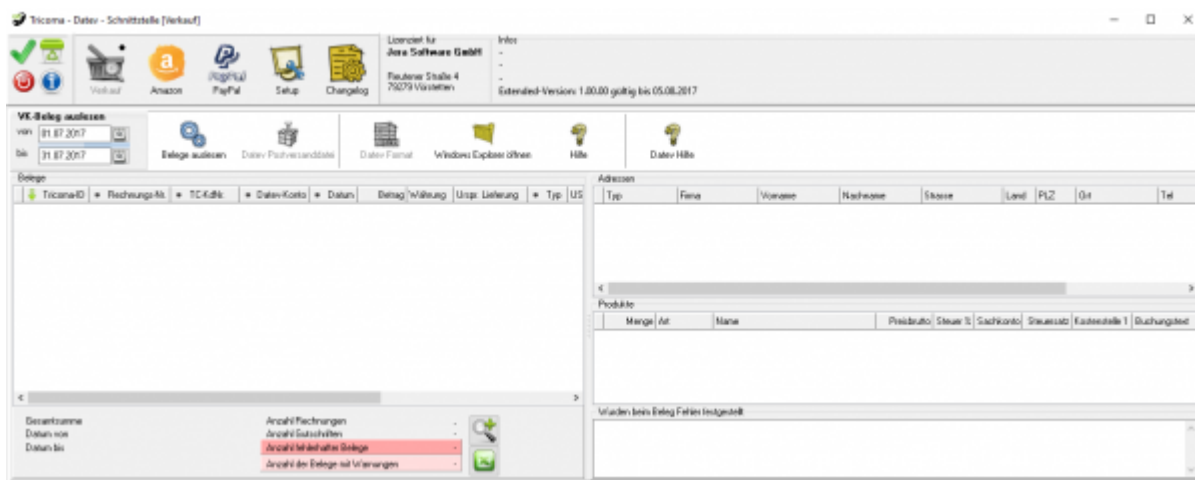 Tricoma - Datev - Schnittstelle [Verkauf]
Lizenziert für
Jera Software GmbH
Reutener Straße 4
79279 Vörstetten
Infos
-
-
-
Extended-Version: 1.00.00 gültig bis 05.08.2017
Verkauf
Amazon
PayPal
PayPal
Setup
Changelog
VK-Beleg auslesen
von 01.07.2017
bis 31.07.2017
Belege auslesen
Datev Postversanddatei
Datev Format
Windows Explorer öffnen
Hilfe
Datev Hilfe
Belege
Tricoma-ID Rechnungs-Nr. TC-KdNr. Datev-Konto Datum Betrag Währung Urspr. Lieferung Typ US
Adressen
Typ Firma Vorname Nachname Strasse Land PLZ Ort Tel
Produkte
Menge Art Name Preisbrutto Steuer % Sachkonto Steuersatz Kostenstelle 1 Buchungstext
Wurden beim Beleg Fehler festgestellt
Gesamtsumme
Datum von
Datum bis
Anzahl Rechnungen -
Anzahl Gutschriften -
Anzahl fehlerhafter Belege -
Anzahl der Belege mit Warnungen -